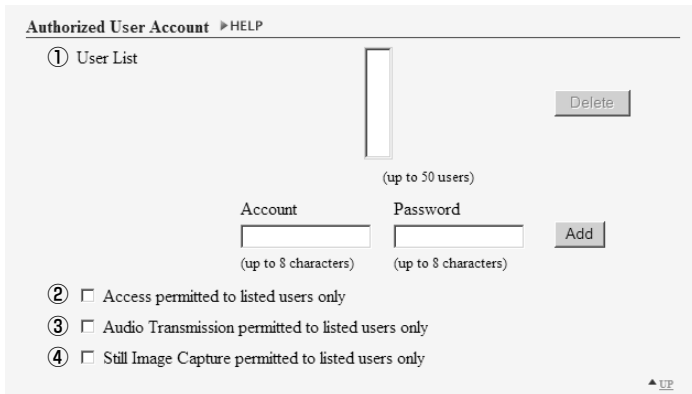 Authorized User Account ▶HELP
① User List
Delete
(up to 50 users)
Account Password
Add
(up to 8 characters) (up to 8 characters)
② Access permitted to listed users only
③ Audio Transmission permitted to listed users only
④ Still Image Capture permitted to listed users only
▲ UP